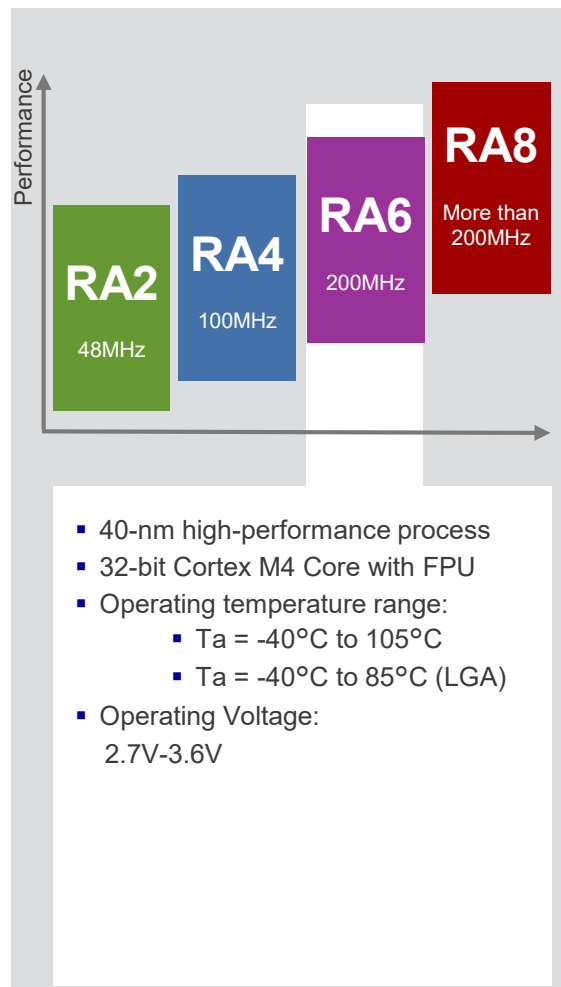 Performance
RA2
48MHz
RA4
100MHz
RA6
200MHz
RA8
More than
200MHz
▪ 40-nm high-performance process
▪ 32-bit Cortex M4 Core with FPU
▪ Operating temperature range:
▪ Ta = -40°C to 105°C
▪ Ta = -40°C to 85°C (LGA)
▪ Operating Voltage:
2.7V-3.6V